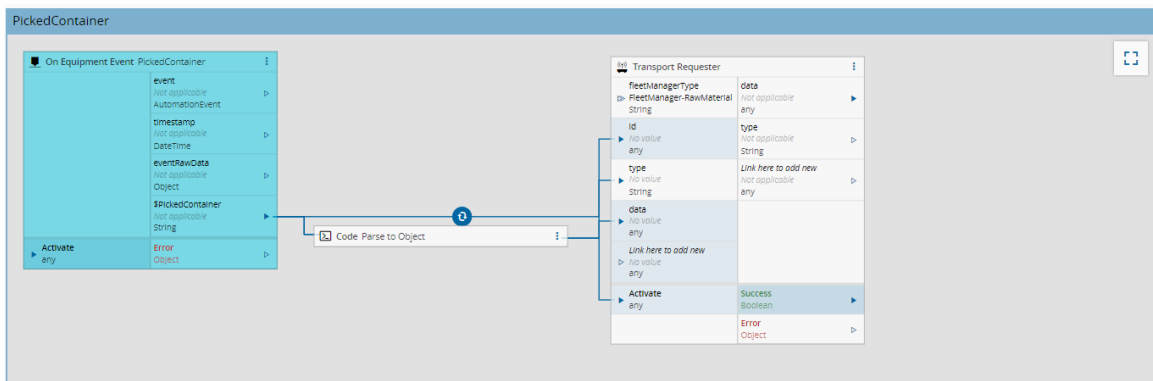 PickedContainer
On Equipment Event PickedContainer
event
Not applicable
AutomationEvent
timestamp
Not applicable
DateTime
eventRawData
Not applicable
Object
$PickedContainer
Not applicable
String
Activate
any
Error
Object
Code Parse to Object
Transport Requester
fleetManagerType
FleetManager-RawMaterial
String
data
Not applicable
any
id
No value
any
type
Not applicable
String
type
No value
String
Link here to add new
Not applicable
any
data
No value
any
Link here to add new
No value
any
Activate
any
Success
Boolean
Error
Object